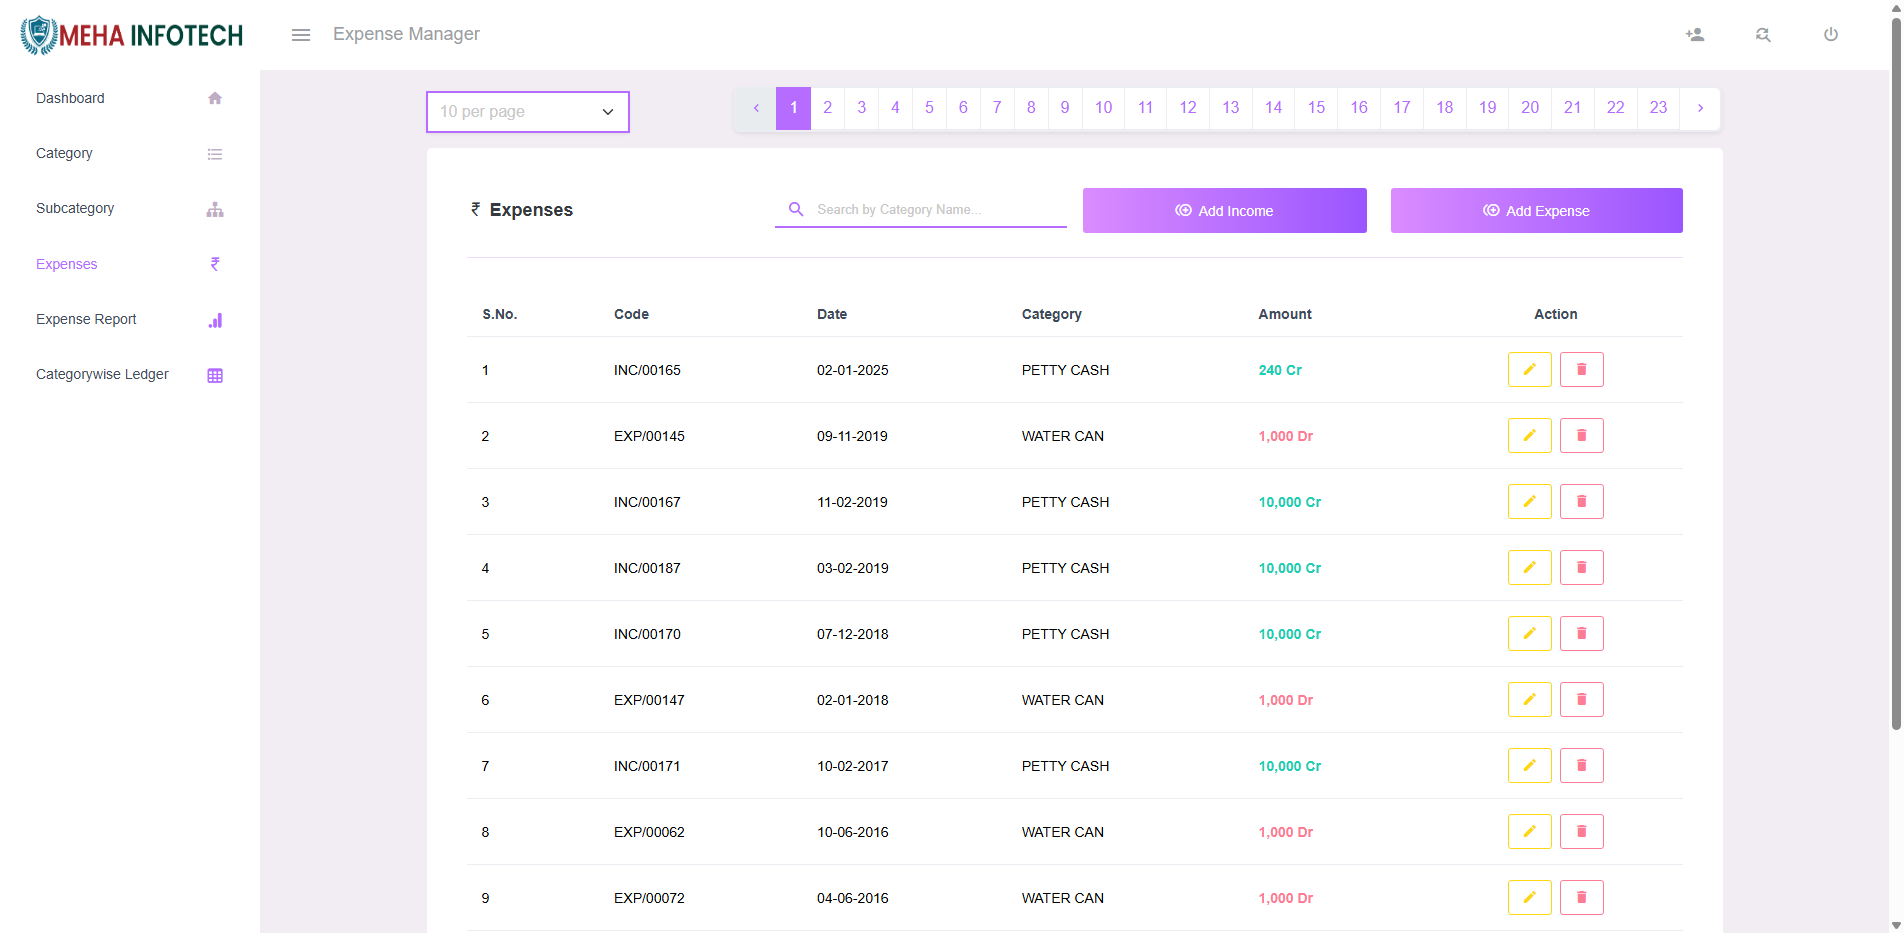 MEHA INFOTECH
Expense Manager
Dashboard
Category
Subcategory
Expenses
Expense Report
Categorywise Ledger
10 per page
‹ 1 2 3 4 5 6 7 8 9 10 11 12 13 14 15 16 17 18 19 20 21 22 23 ›
₹ Expenses
Search by Category Name...
Add Income
Add Expense
S.No. Code Date Category Amount Action
1 INC/00165 02-01-2025 PETTY CASH 240 Cr
2 EXP/00145 09-11-2019 WATER CAN 1,000 Dr
3 INC/00167 11-02-2019 PETTY CASH 10,000 Cr
4 INC/00187 03-02-2019 PETTY CASH 10,000 Cr
5 INC/00170 07-12-2018 PETTY CASH 10,000 Cr
6 EXP/00147 02-01-2018 WATER CAN 1,000 Dr
7 INC/00171 10-02-2017 PETTY CASH 10,000 Cr
8 EXP/00062 10-06-2016 WATER CAN 1,000 Dr
9 EXP/00072 04-06-2016 WATER CAN 1,000 Dr